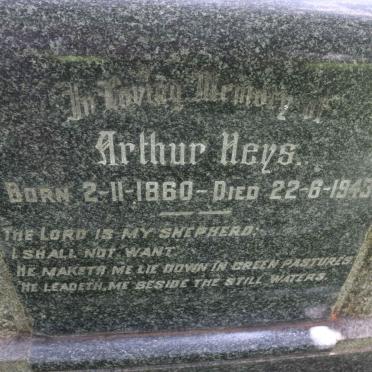 In Loving Memory of
Arthur Heys.
BORN 2-11-1860 - DIED 22-6-1943
THE LORD IS MY SHEPHERD;
I SHALL NOT WANT
HE MAKETH ME LIE DOWN IN GREEN PASTURES
HE LEADETH, ME BESIDE THE STILL WATERS.